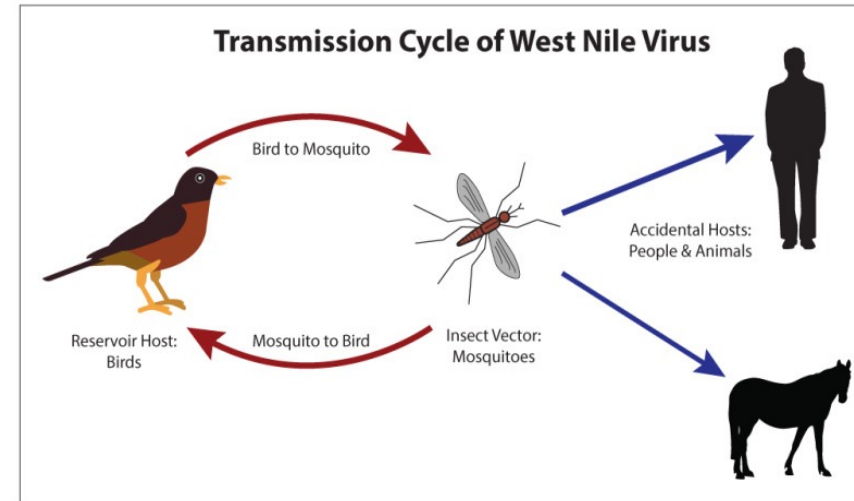 Transmission Cycle of West Nile Virus
Bird to Mosquito
Accidental Hosts:
People & Animals
Reservoir Host:
Birds
Mosquito to Bird
Insect Vector:
Mosquitoes